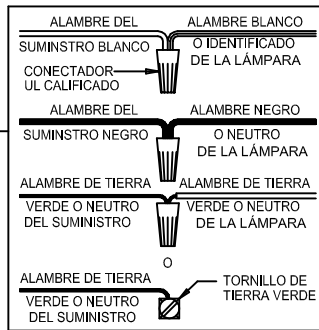 ALAMBRE DEL ALAMBRE BLANCO
SUMINSTRO BLANCO O IDENTIFICADO
CONECTADOR DE LA LÁMPARA
UL CALIFICADO
ALAMBRE DEL ALAMBRE NEGRO
SUMINSTRO NEGRO O NEUTRO
DE LA LÁMPARA
ALAMBRE DE TIERRA ALAMBRE DE TIERRA
VERDE O NEUTRO VERDE O NEUTRO
DEL SUMINISTRO DE LA LÁMPARA
O
ALAMBRE DE TIERRA TORNILLO DE
VERDE O NEUTRO TIERRA VERDE
DEL SUMINISTRO